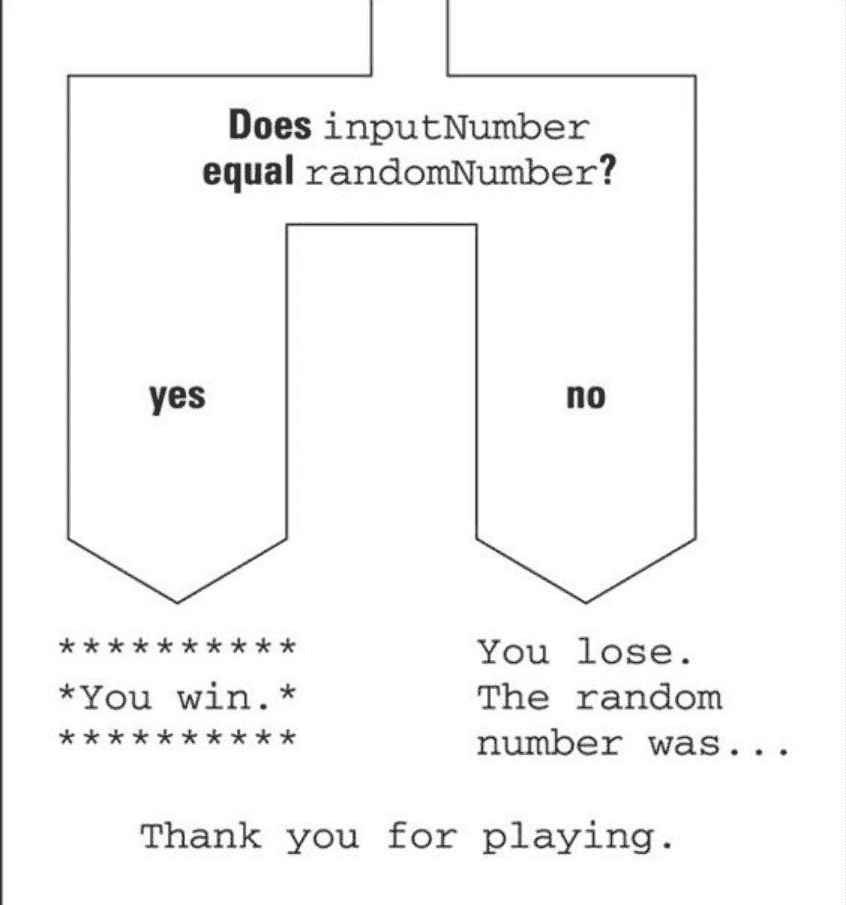 Does inputNumber
equal randomNumber?
yes
no
**********
*You win.*
**********
You lose.
The random
number was...
Thank you for playing.